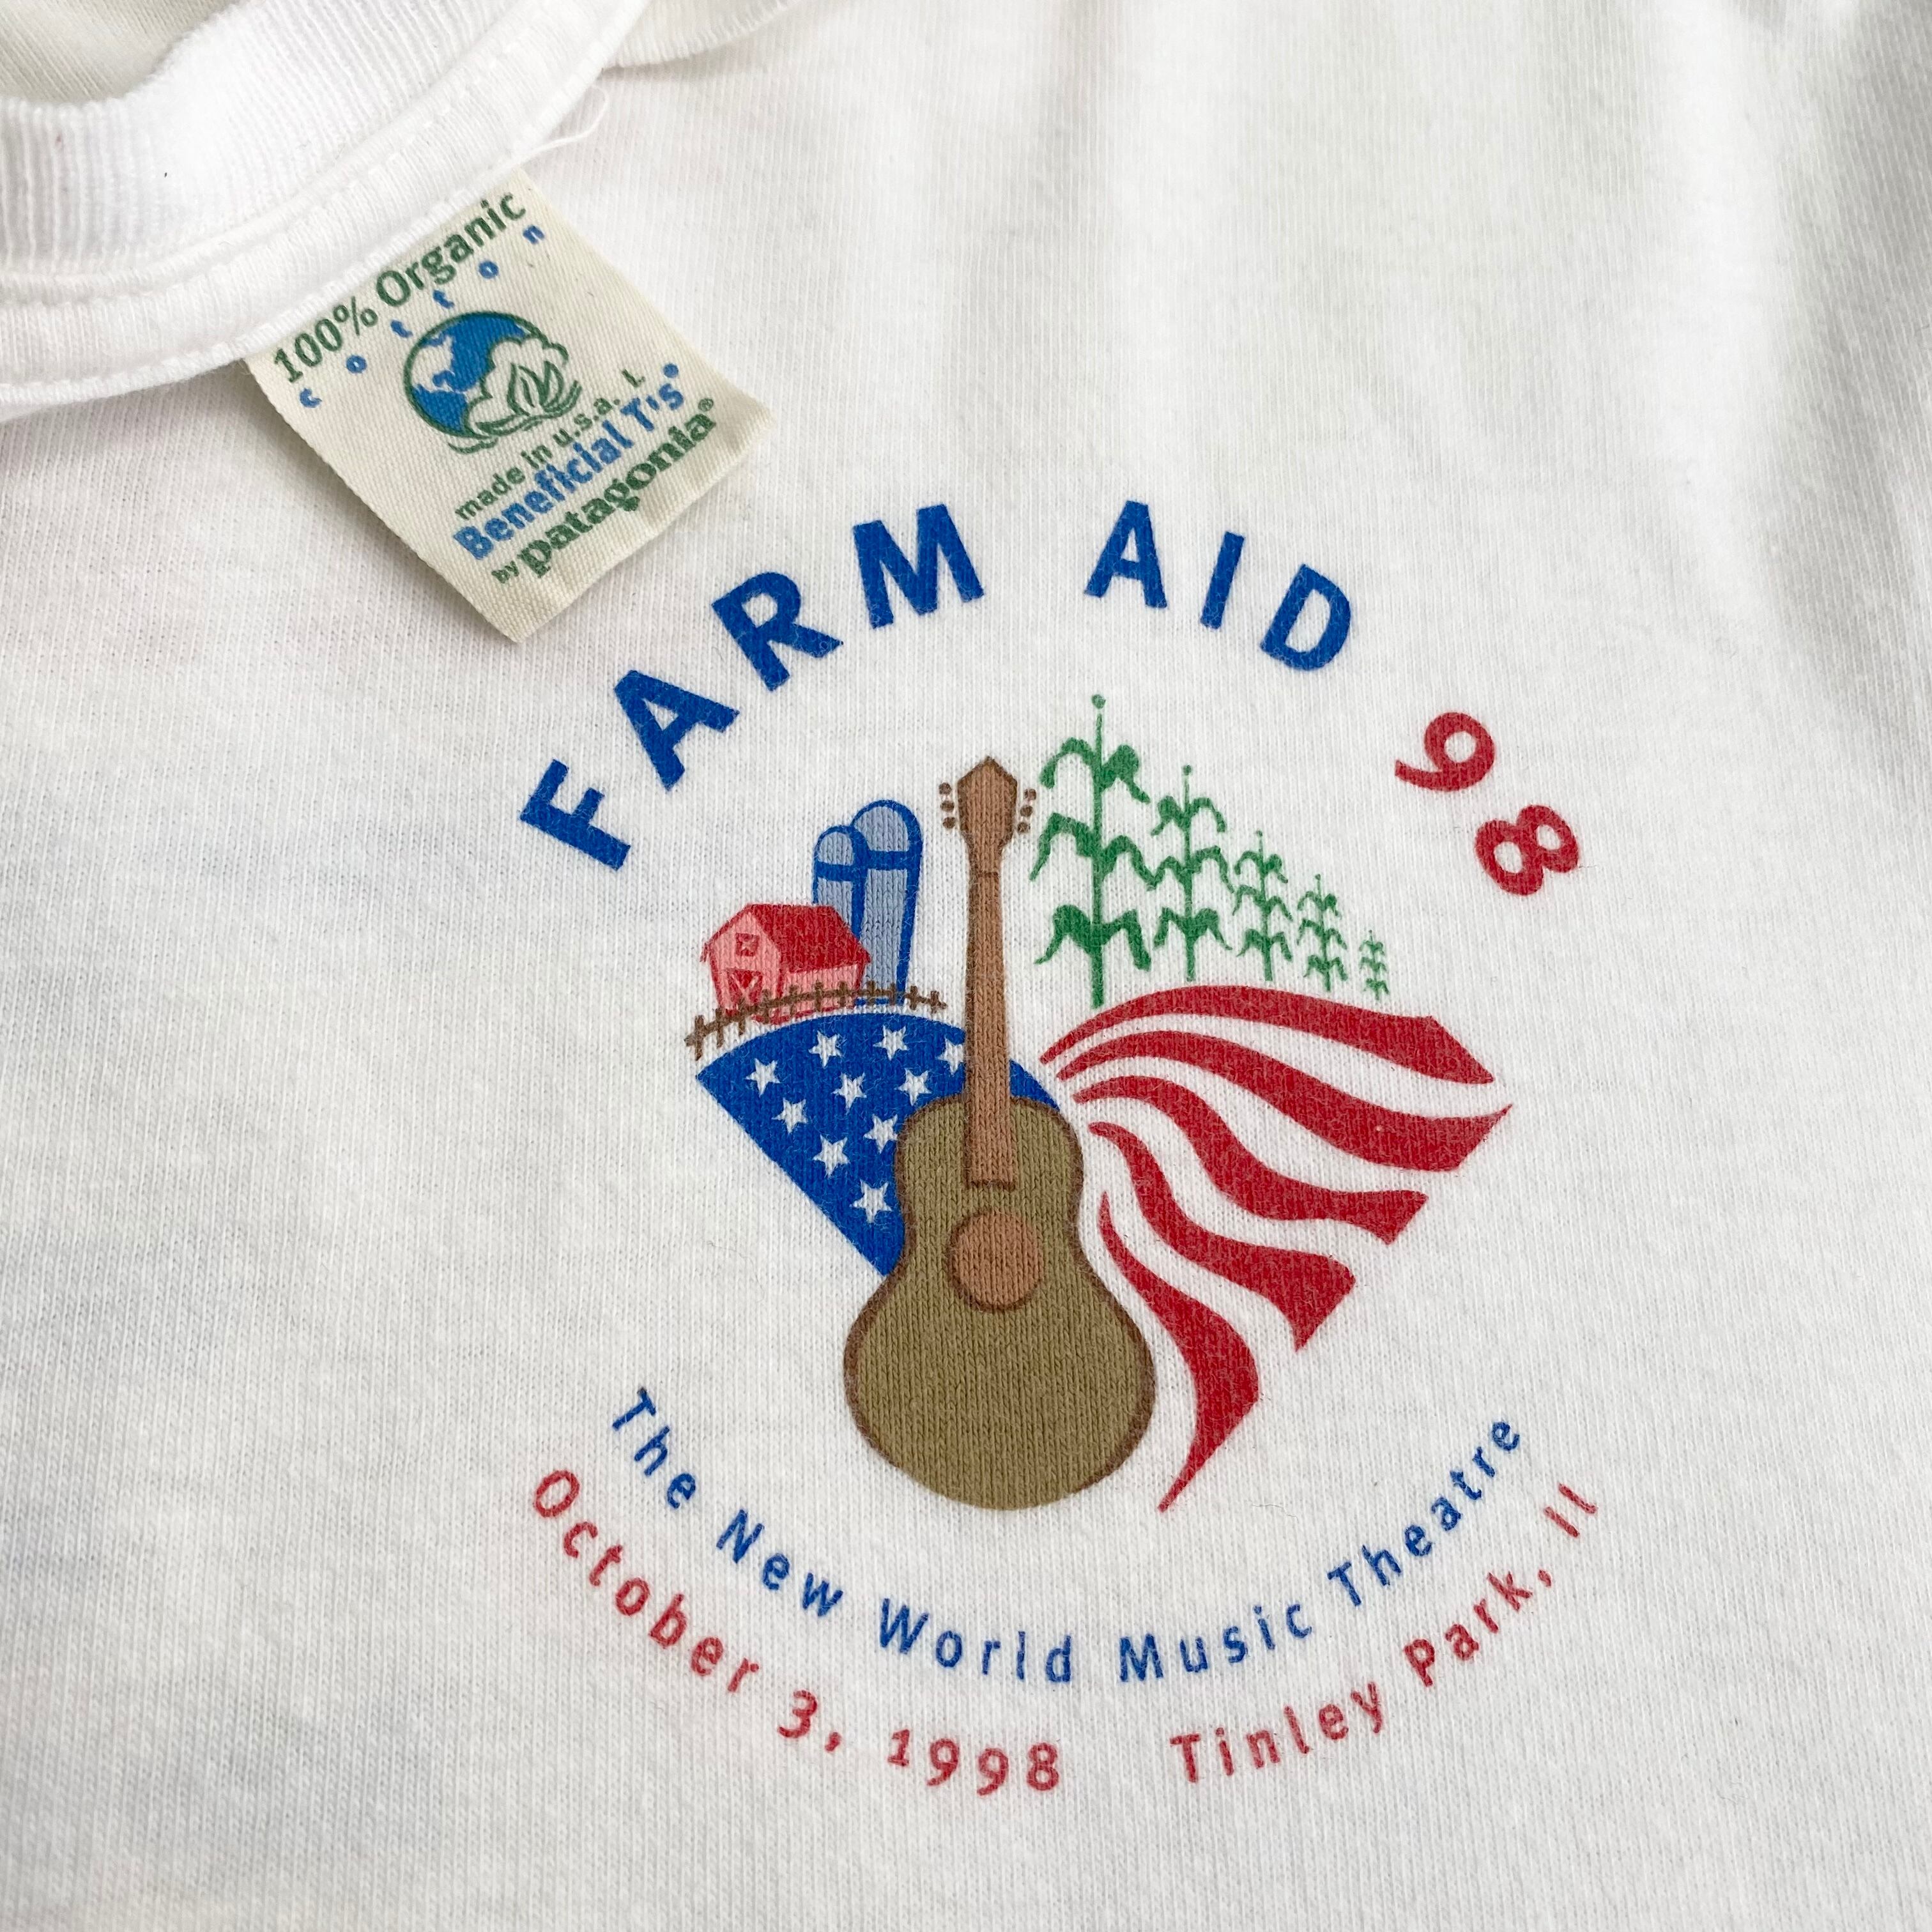 100% Organic
cotton
made in u.s.a. L
Beneficial T's®
by patagonia®
FARM AID 98
The New World Music Theatre
October 3, 1998 Tinley Park, Il